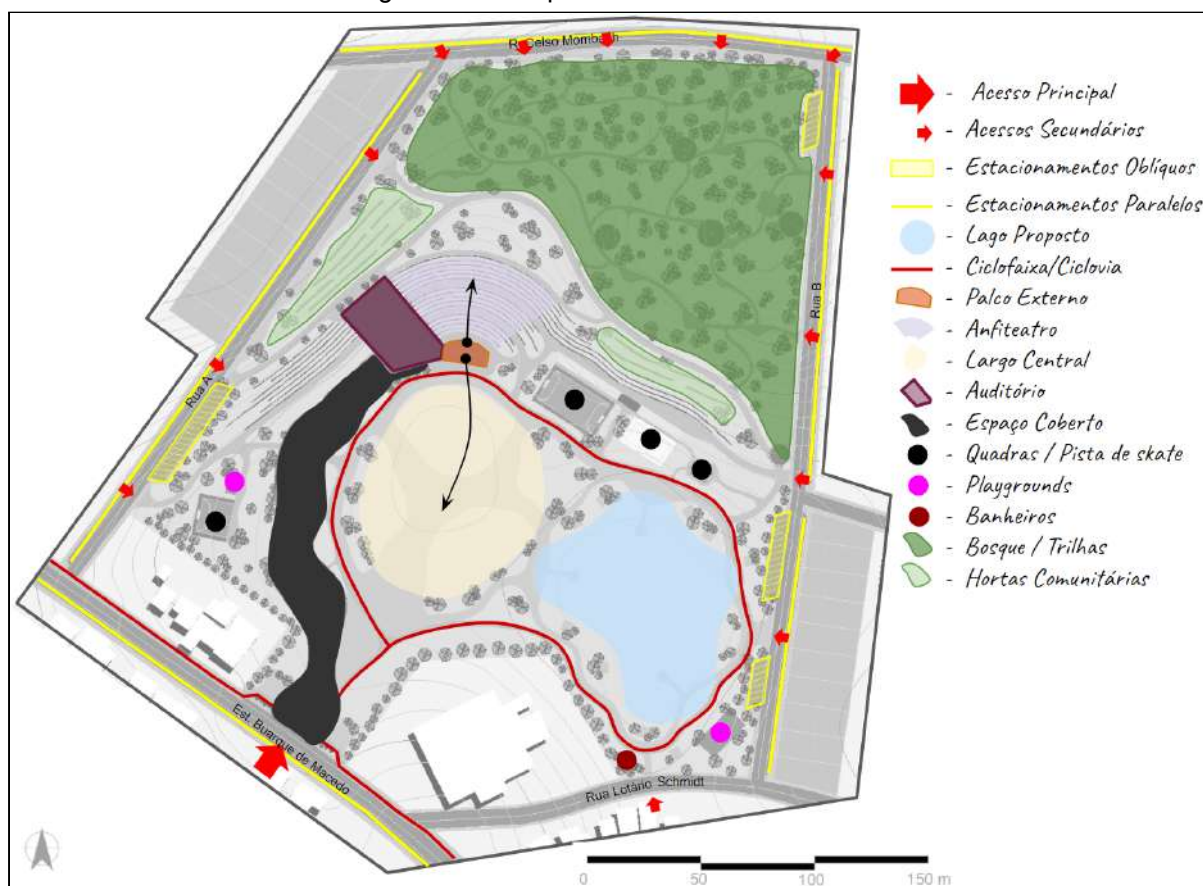 R. Celso Mombach
Acesso Principal
- Acessos Secundários
- Estacionamentos Oblíquos
- Estacionamentos Paralelos
- Lago Proposto
- Ciclofaixa/Ciclovia
- Palco Externo
- Anfiteatro
- Largo Central
- Auditório
- Espaço Coberto
- Quadras / Pista de skate
- Playgrounds
- Banheiros
- Bosque / Trilhas
- Hortas Comunitárias
Rua B
Rua A
Est. Buarque de Macedo
Rua Lotário Schmidt
0 50 100 150 m